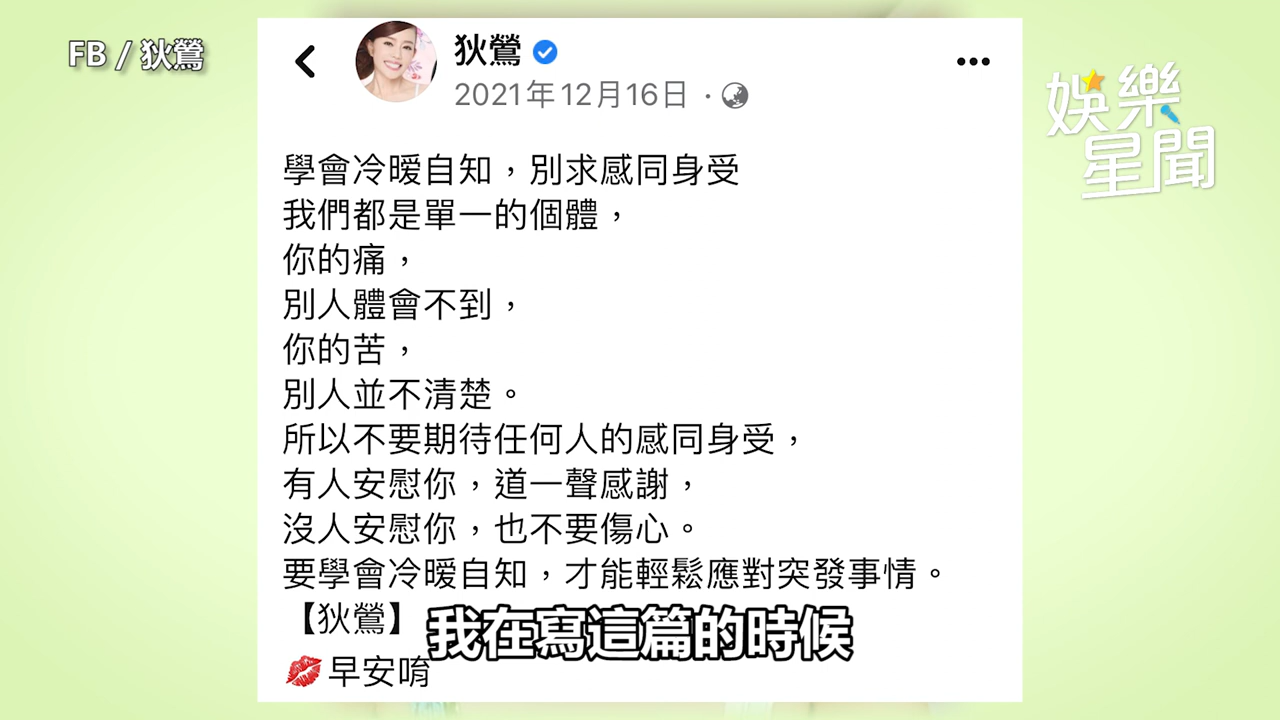 FB / 狄鶯
狄鶯
2021年12月16日 ·
娛樂
星聞
學會冷暖自知，別求感同身受
我們都是單一的個體，
你的痛，
別人體會不到，
你的苦，
別人並不清楚。
所以不要期待任何人的感同身受，
有人安慰你，道一聲感謝，
沒人安慰你，也不要傷心。
要學會冷暖自知，才能輕鬆應對突發事情。
【狄鶯】
我在寫這篇的時候
💋早安唷